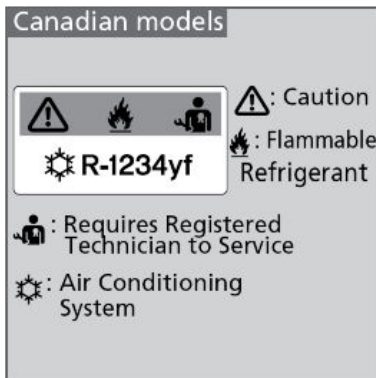 Canadian models
R-1234yf
: Caution
: Flammable
Refrigerant
: Requires Registered
Technician to Service
: Air Conditioning
System